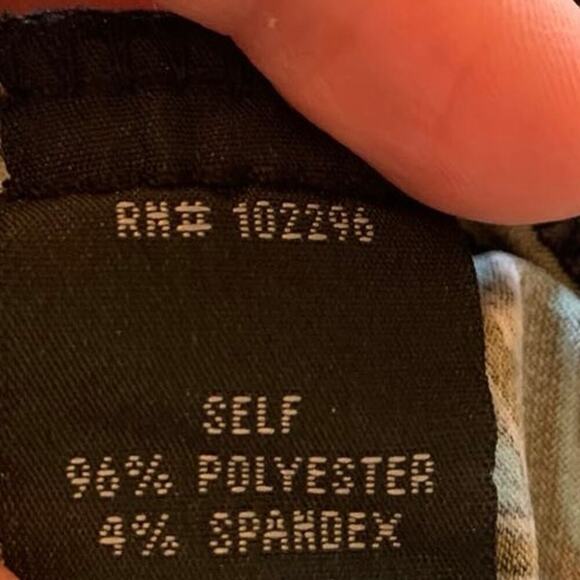 RN# 102296
SELF
96% POLYESTER
4% SPANDEX